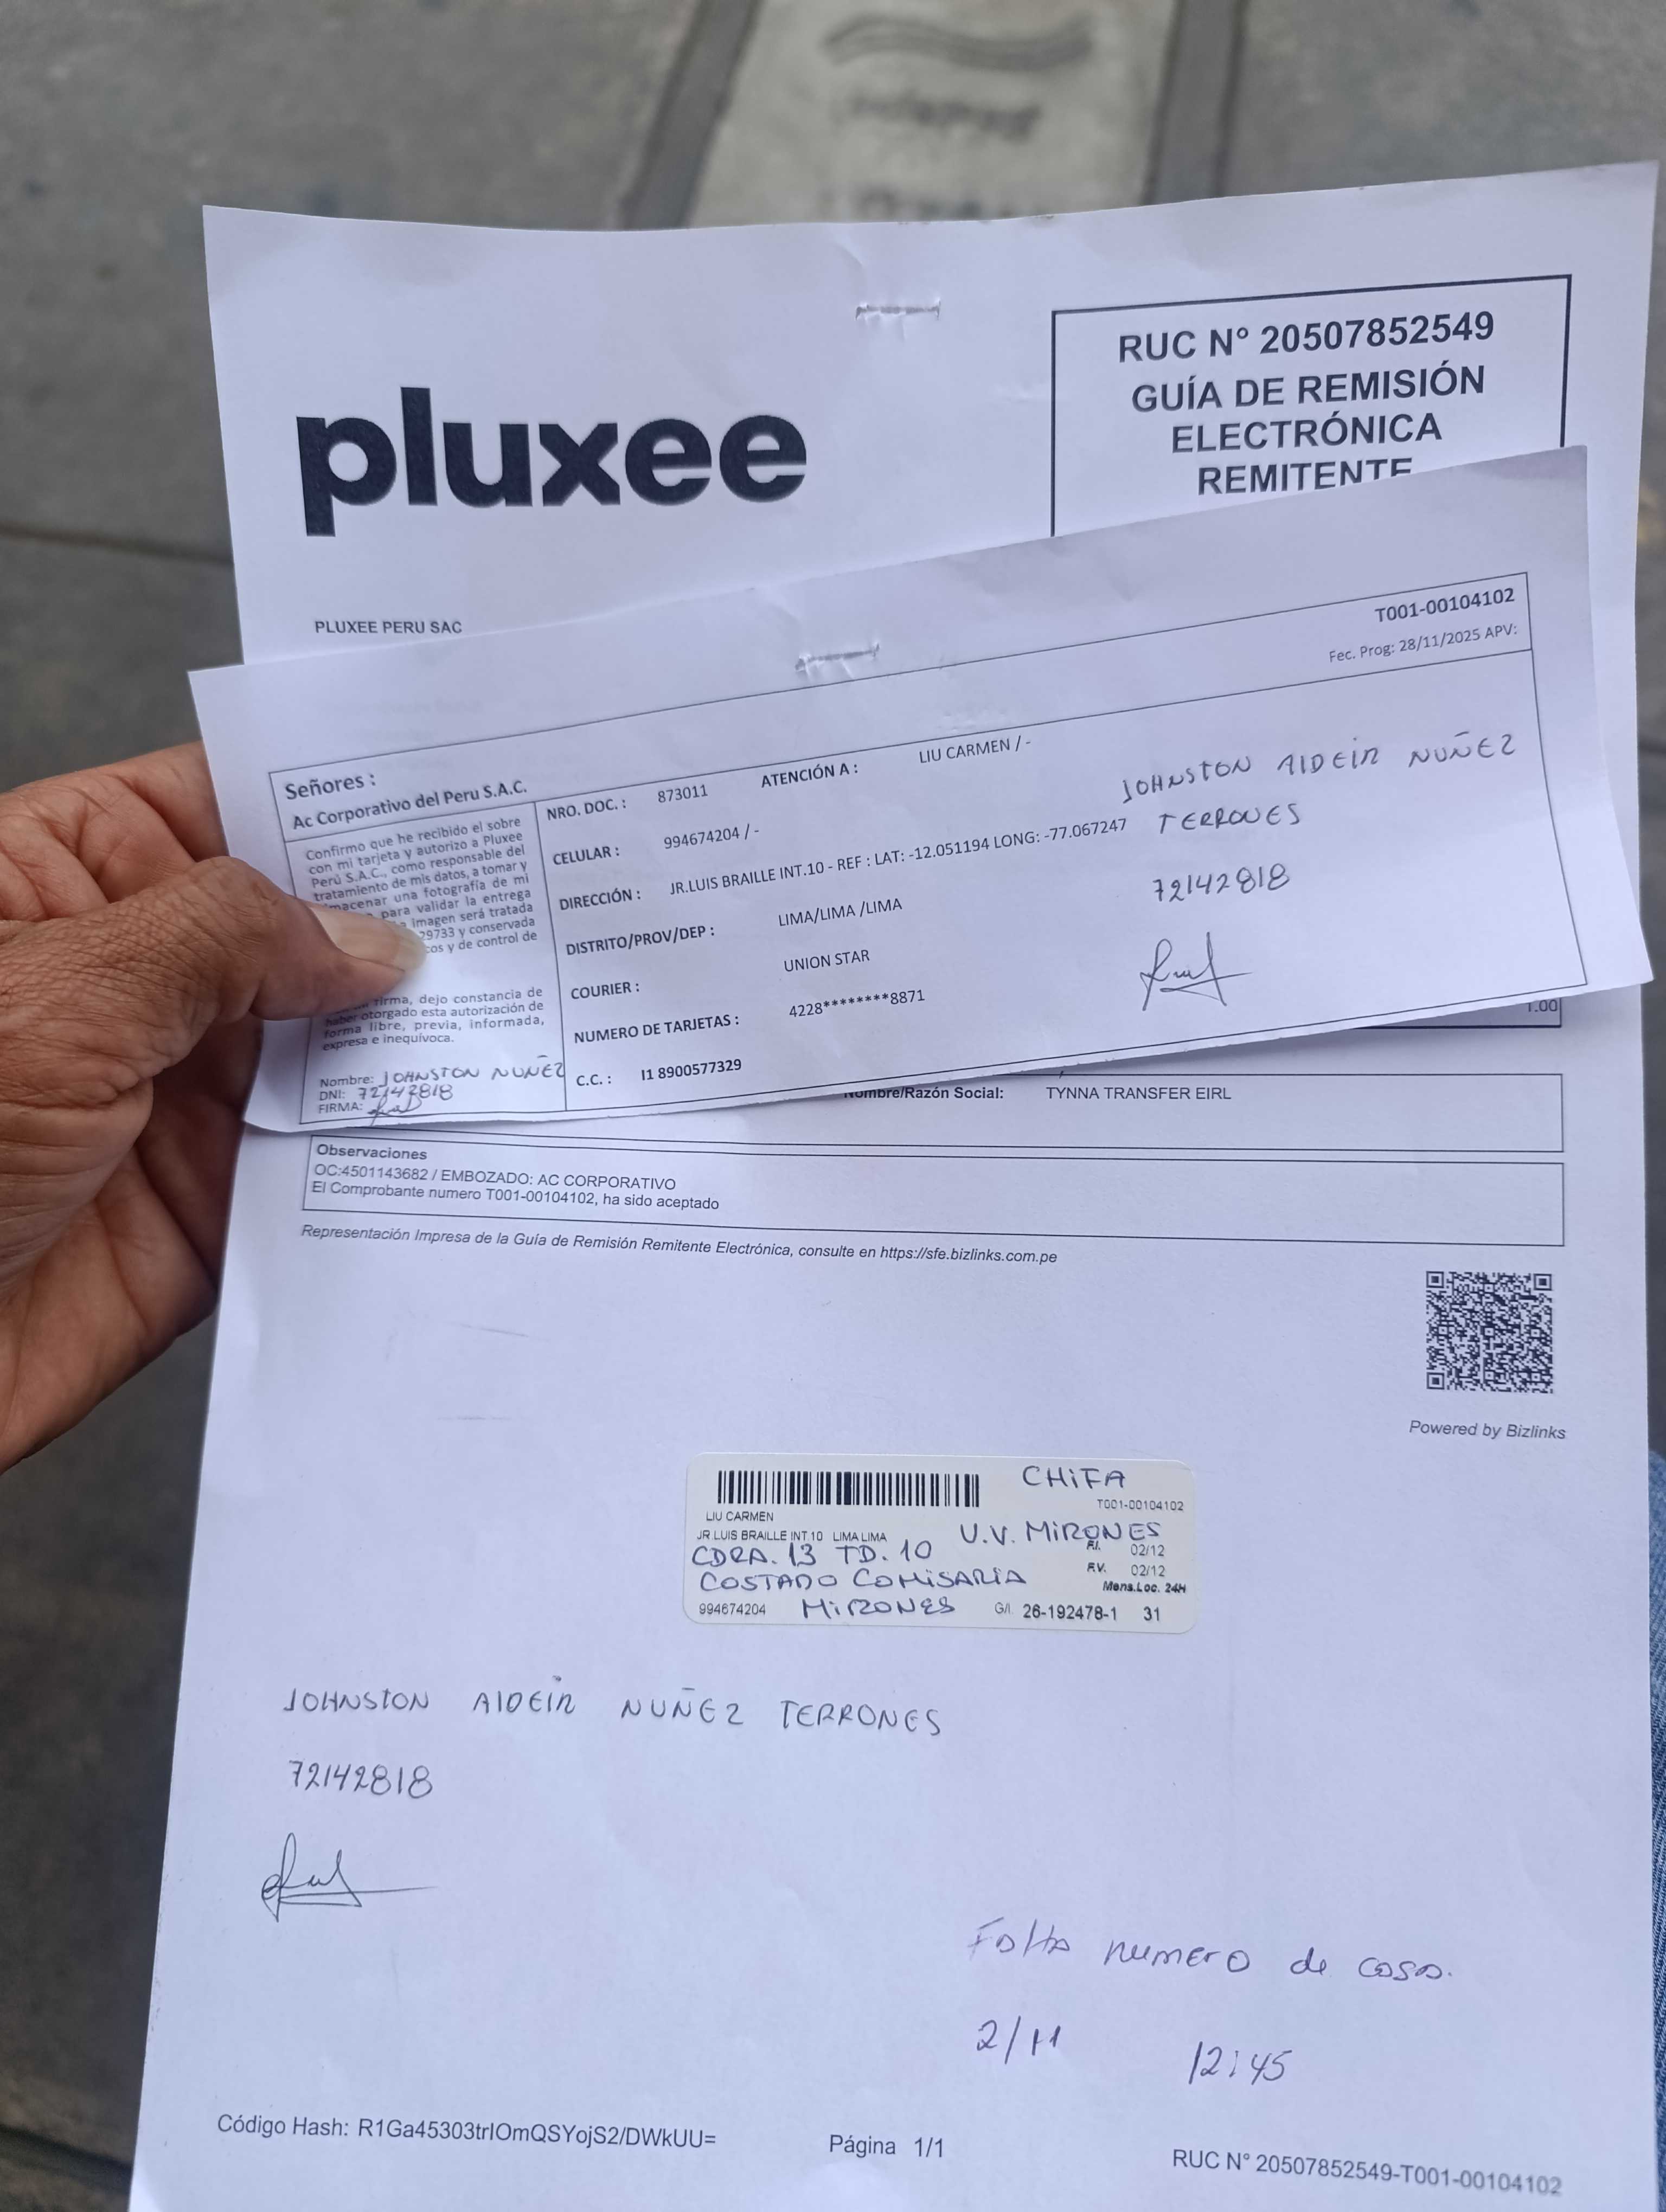 pluxee
RUC N° 20507852549
GUÍA DE REMISIÓN
ELECTRÓNICA
REMITENTE
PLUXEE PERU SAC
T001-00104102
Fec. Prog: 28/11/2025 APV:
Señores :
Ac Corporativo del Peru S.A.C.
Confirmo que he recibido el sobre
con mi tarjeta y autorizo a Pluxee
Perú S.A.C., como responsable del
tratamiento de mis datos, a tomar y
macenar una fotografía de mi
para validar la entrega
imagen será tratada
29733 y conservada
cos y de control de
firma, dejo constancia de
haber otorgado esta autorización de
forma libre, previa, informada,
expresa e inequívoca.
Nombre: JOHNSTON NUÑEZ
DNI: 72142818
FIRMA:
NRO. DOC. : 873011
ATENCIÓN A : LIU CARMEN / -
CELULAR : 994674204 / -
DIRECCIÓN : JR.LUIS BRAILLE INT.10 - REF : LAT: -12.051194 LONG: -77.067247
DISTRITO/PROV/DEP : LIMA/LIMA /LIMA
COURIER : UNION STAR
NUMERO DE TARJETAS : 4228********8871
C.C. : I1 8900577329
JOHNSTON AIDEIR NUÑEZ
TERRONES
72142818
1.00
Nombre/Razón Social: TYNNA TRANSFER EIRL
Observaciones
OC:4501143682 / EMBOZADO: AC CORPORATIVO
El Comprobante numero T001-00104102, ha sido aceptado
Representación Impresa de la Guía de Remisión Remitente Electrónica, consulte en https://sfe.bizlinks.com.pe
Powered by Bizlinks
CHIFA
T001-00104102
LIU CARMEN
JR.LUIS BRAILLE INT.10 LIMA LIMA
U.V. MIRONES
02/12
CDRA. 13 TD. 10
02/12
COSTADO COMISARIA
Mens.Loc. 24H
994674204 MIRONES G/I. 26-192478-1 31
JOHNSTON AIDEIR NUÑEZ TERRONES
72142818
Falta numero de casa.
2/11 12:45
Código Hash: R1Ga45303trIOmQSYojS2/DWkUU=
Página 1/1
RUC N° 20507852549-T001-00104102